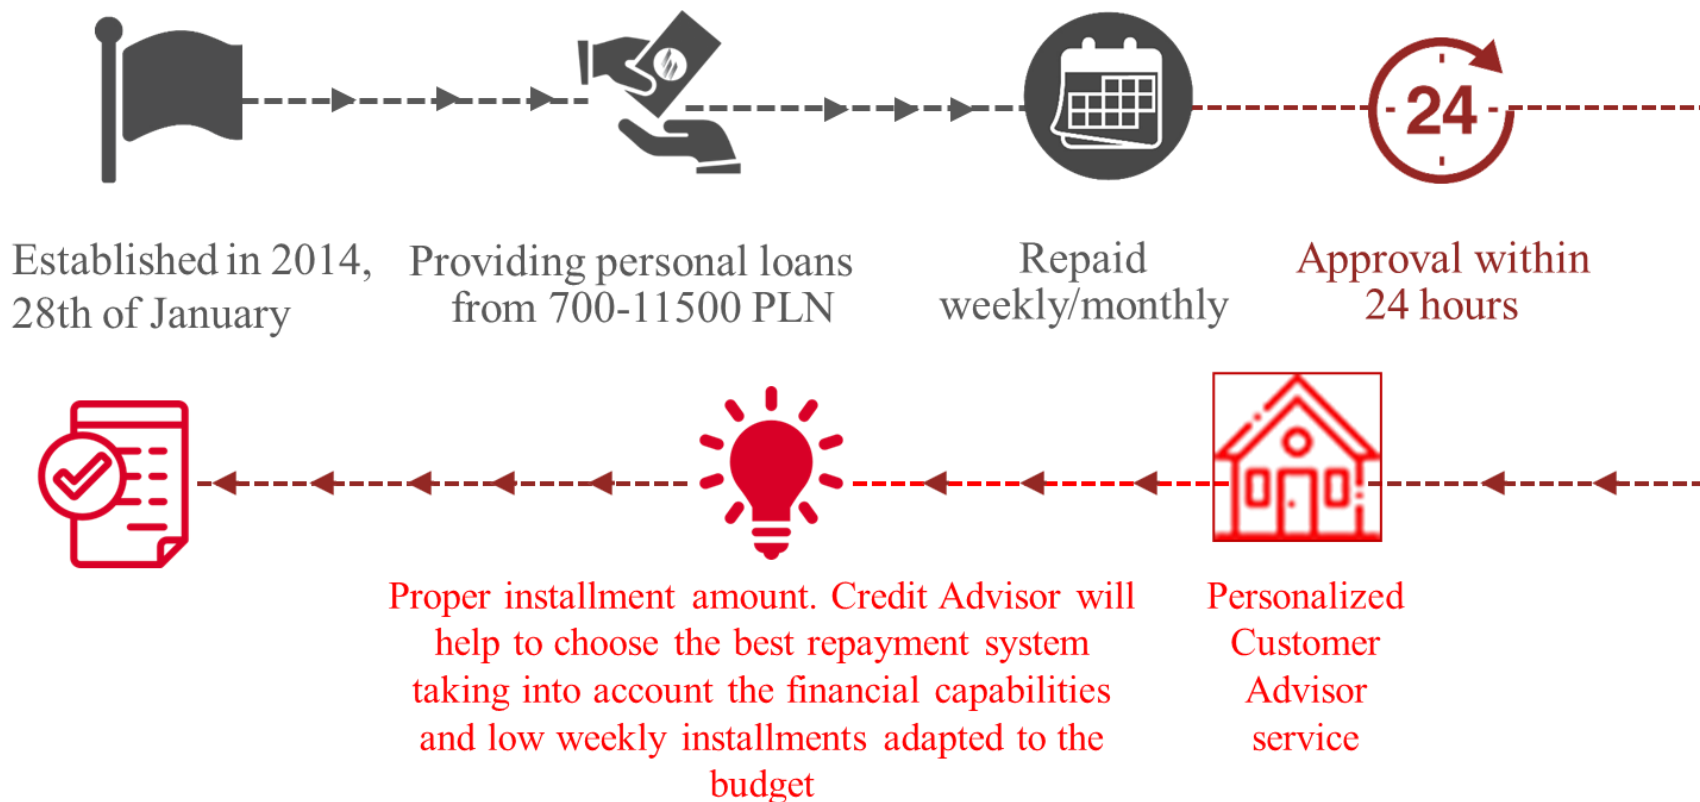 24
Established in 2014,
28th of January
Providing personal loans
from 700-11500 PLN
Repaid
weekly/monthly
Approval within
24 hours
Proper installment amount. Credit Advisor will
help to choose the best repayment system
taking into account the financial capabilities
and low weekly installments adapted to the
budget
Personalized
Customer
Advisor
service